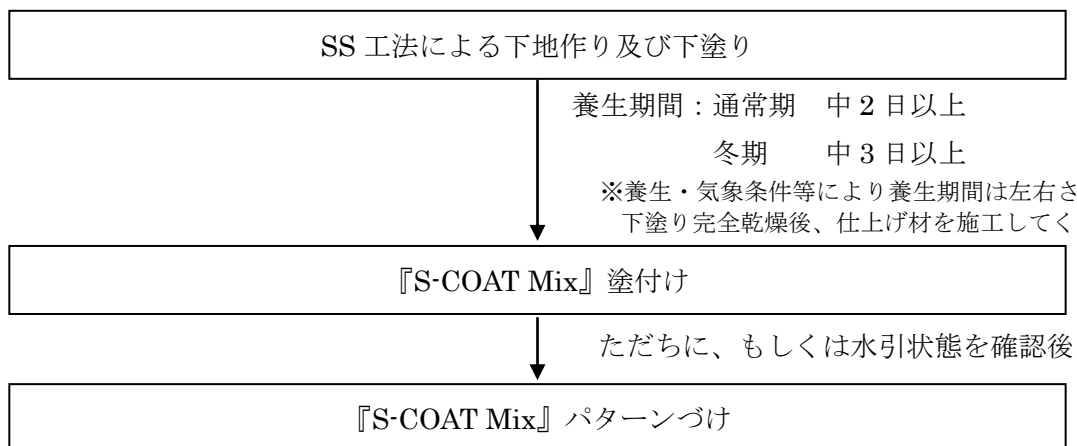 SS 工法による下地作り及び下塗り
養生期間：通常期　中 2 日以上
冬期　　中 3 日以上
※養生・気象条件等により養生期間は左右さ
下塗り完全乾燥後、仕上げ材を施工してく
『S-COAT Mix』塗付け
ただちに、もしくは水引状態を確認後
『S-COAT Mix』パターンづけ